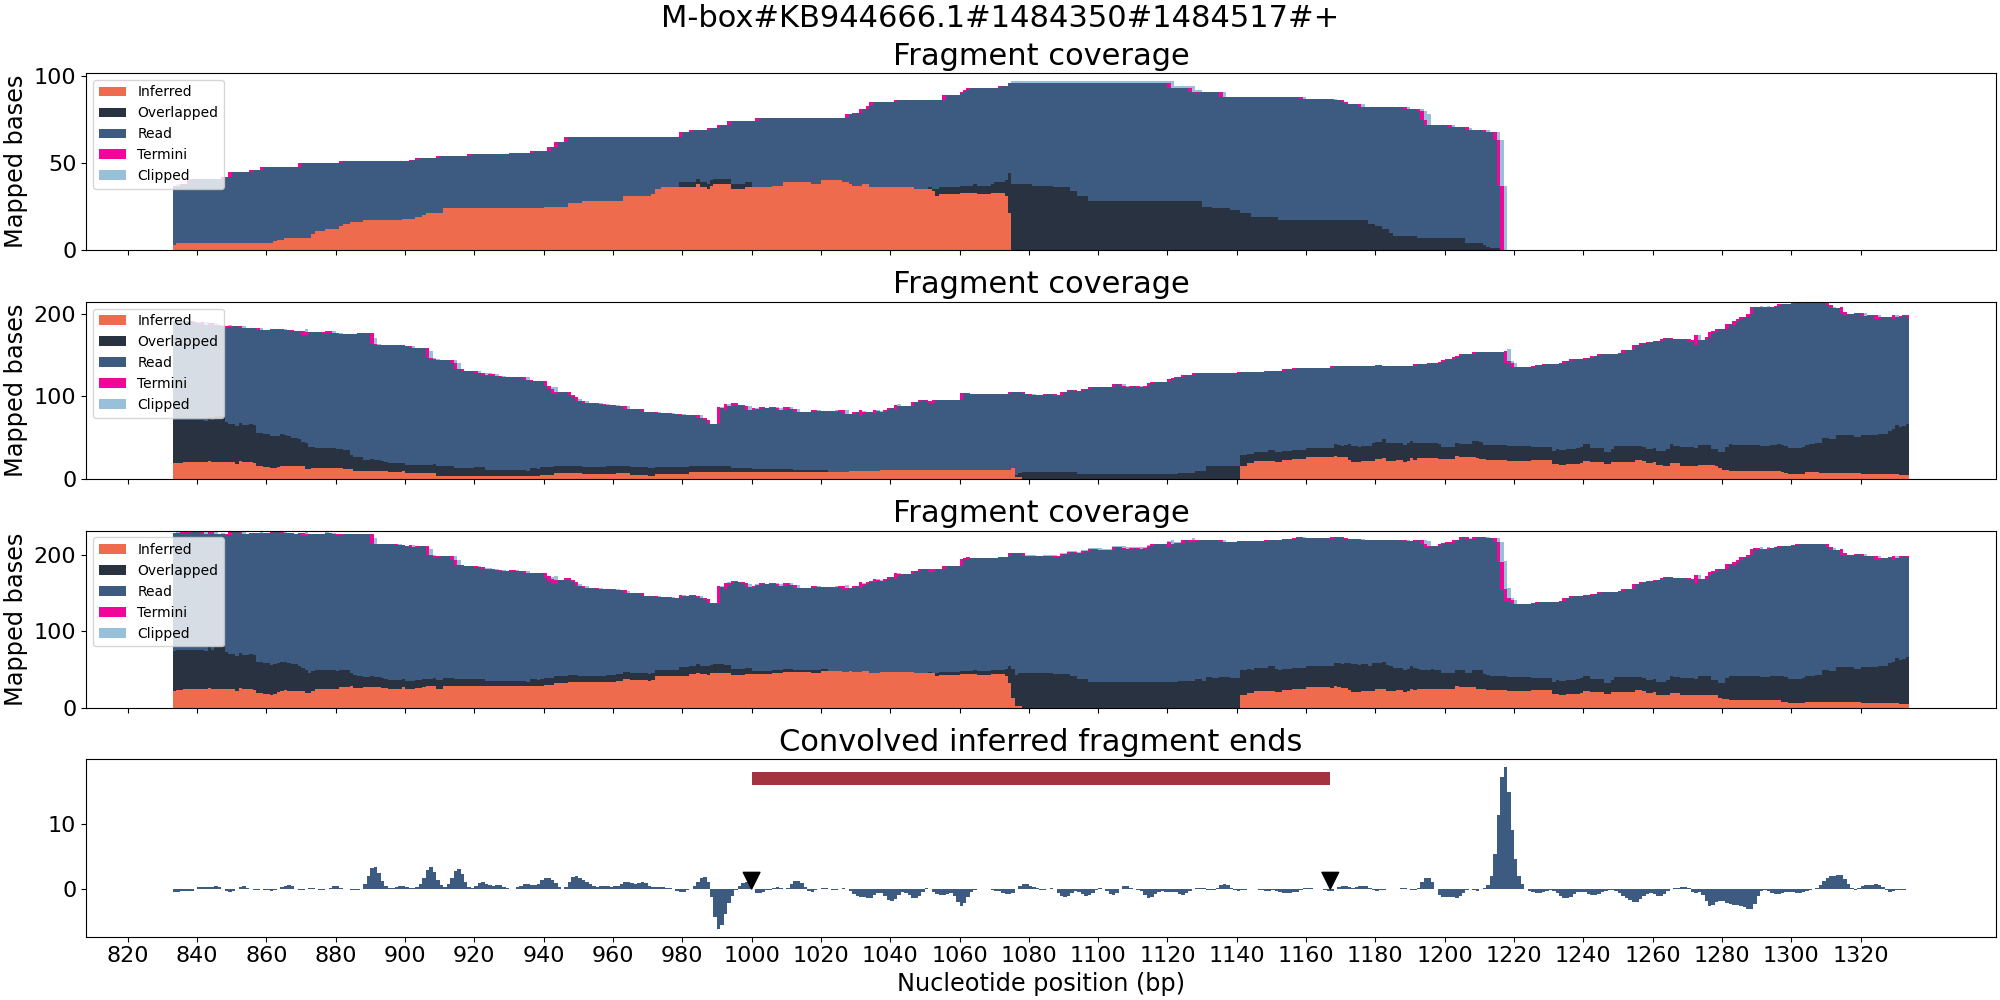 M-box#KB944666.1#1484350#1484517#+
Fragment coverage
Mapped bases
100
50
0
Inferred
Overlapped
Read
Termini
Clipped
Fragment coverage
Mapped bases
200
100
0
Inferred
Overlapped
Read
Termini
Clipped
Fragment coverage
Mapped bases
200
100
0
Inferred
Overlapped
Read
Termini
Clipped
Convolved inferred fragment ends
10
0
820 840 860 880 900 920 940 960 980 1000 1020 1040 1060 1080 1100 1120 1140 1160 1180 1200 1220 1240 1260 1280 1300 1320
Nucleotide position (bp)